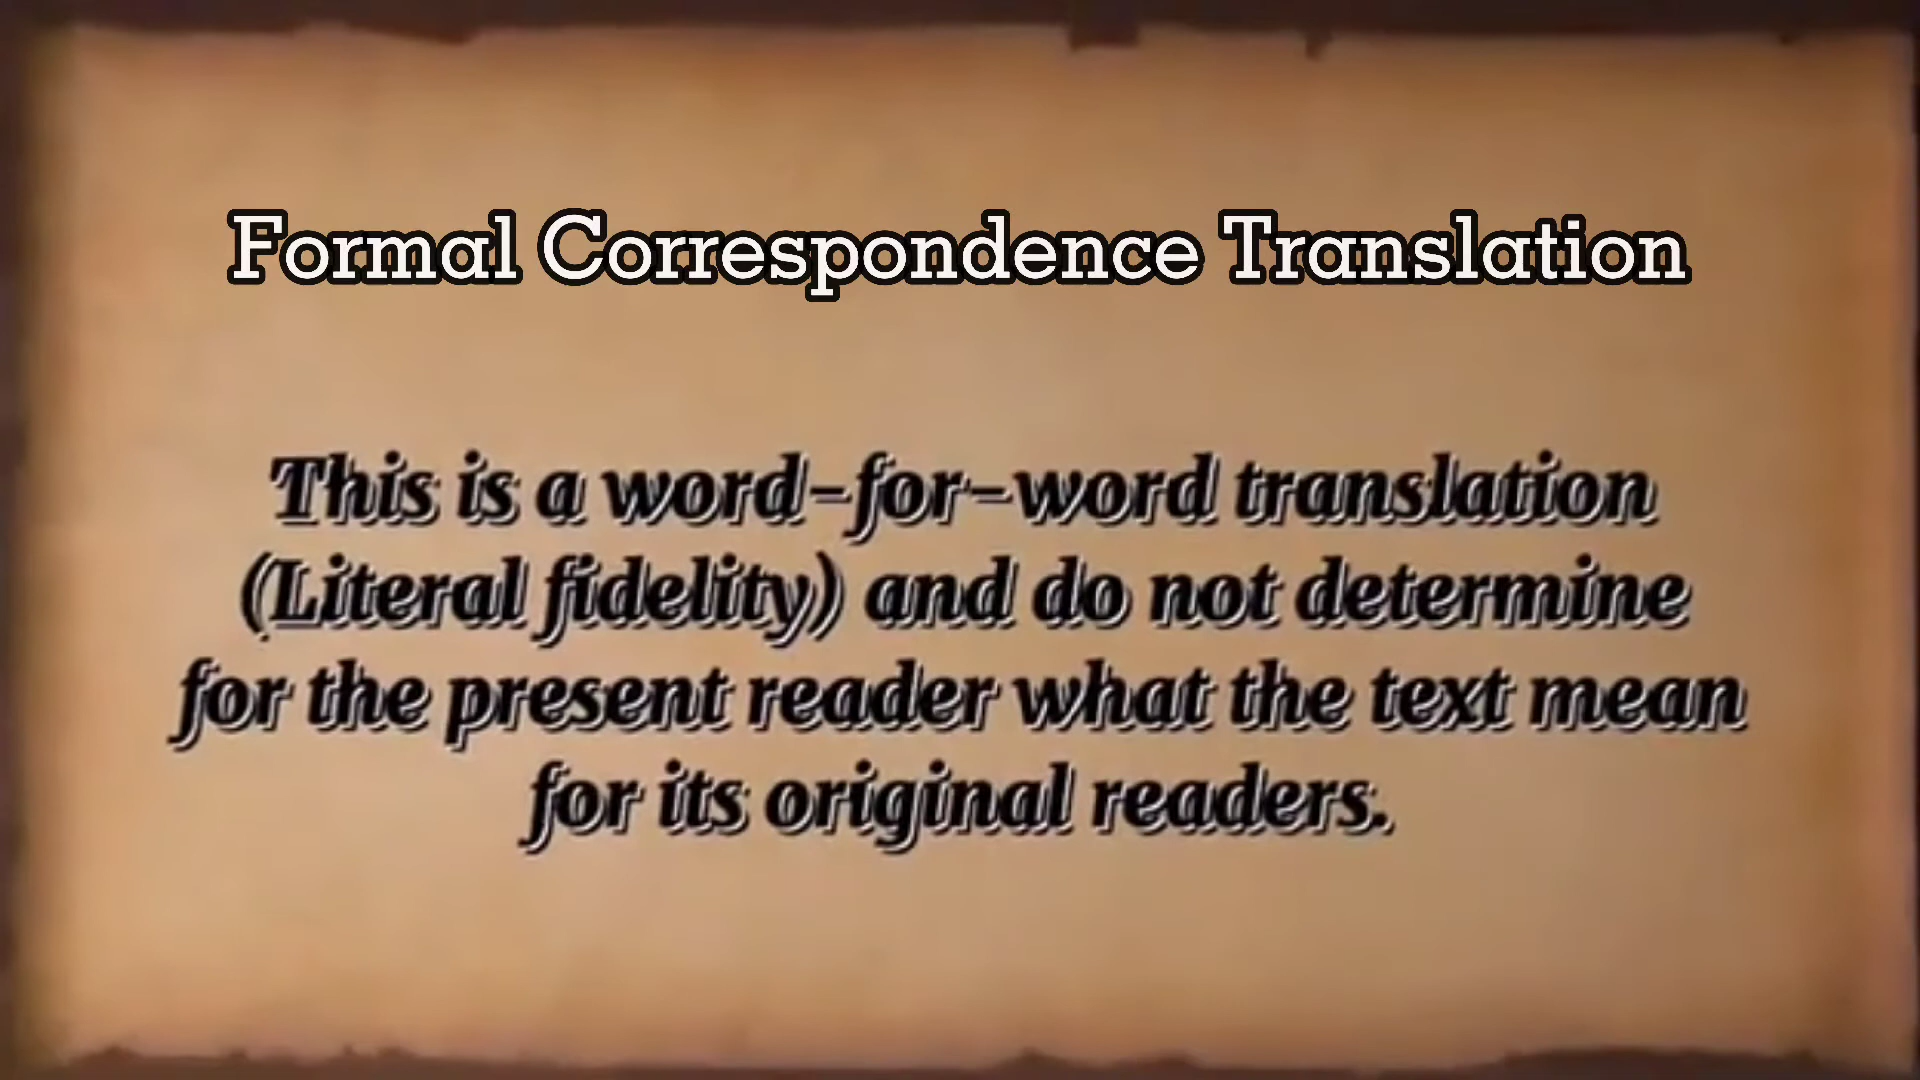 Formal Correspondence Translation
This is a word-for-word translation
(Literal fidelity) and do not determine
for the present reader what the text mean
for its original readers.